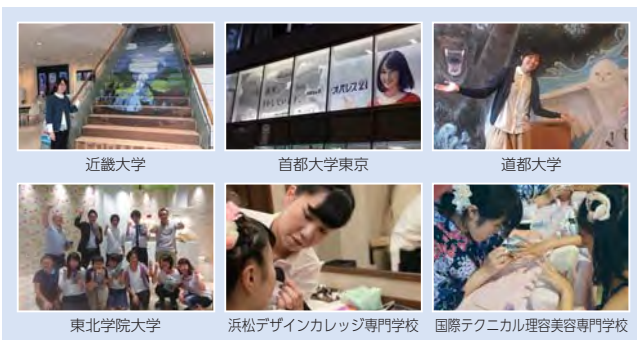 近畿大学
首都大学東京
道都大学
東北学院大学
浜松デザインカレッジ専門学校
国際テクニカル理容美容専門学校